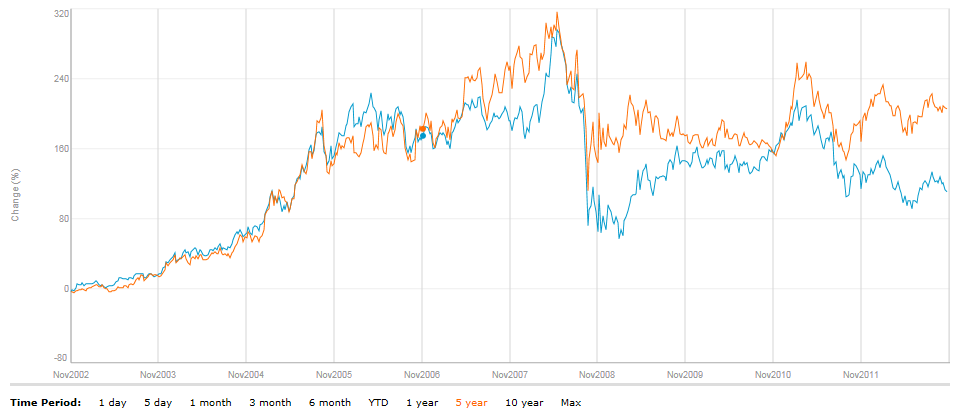 320
240
160
80
0
-80
Change (%)
Nov2002 Nov2003 Nov2004 Nov2005 Nov2006 Nov2007 Nov2008 Nov2009 Nov2010 Nov2011
Time Period: 1 day 5 day 1 month 3 month 6 month YTD 1 year 5 year 10 year Max